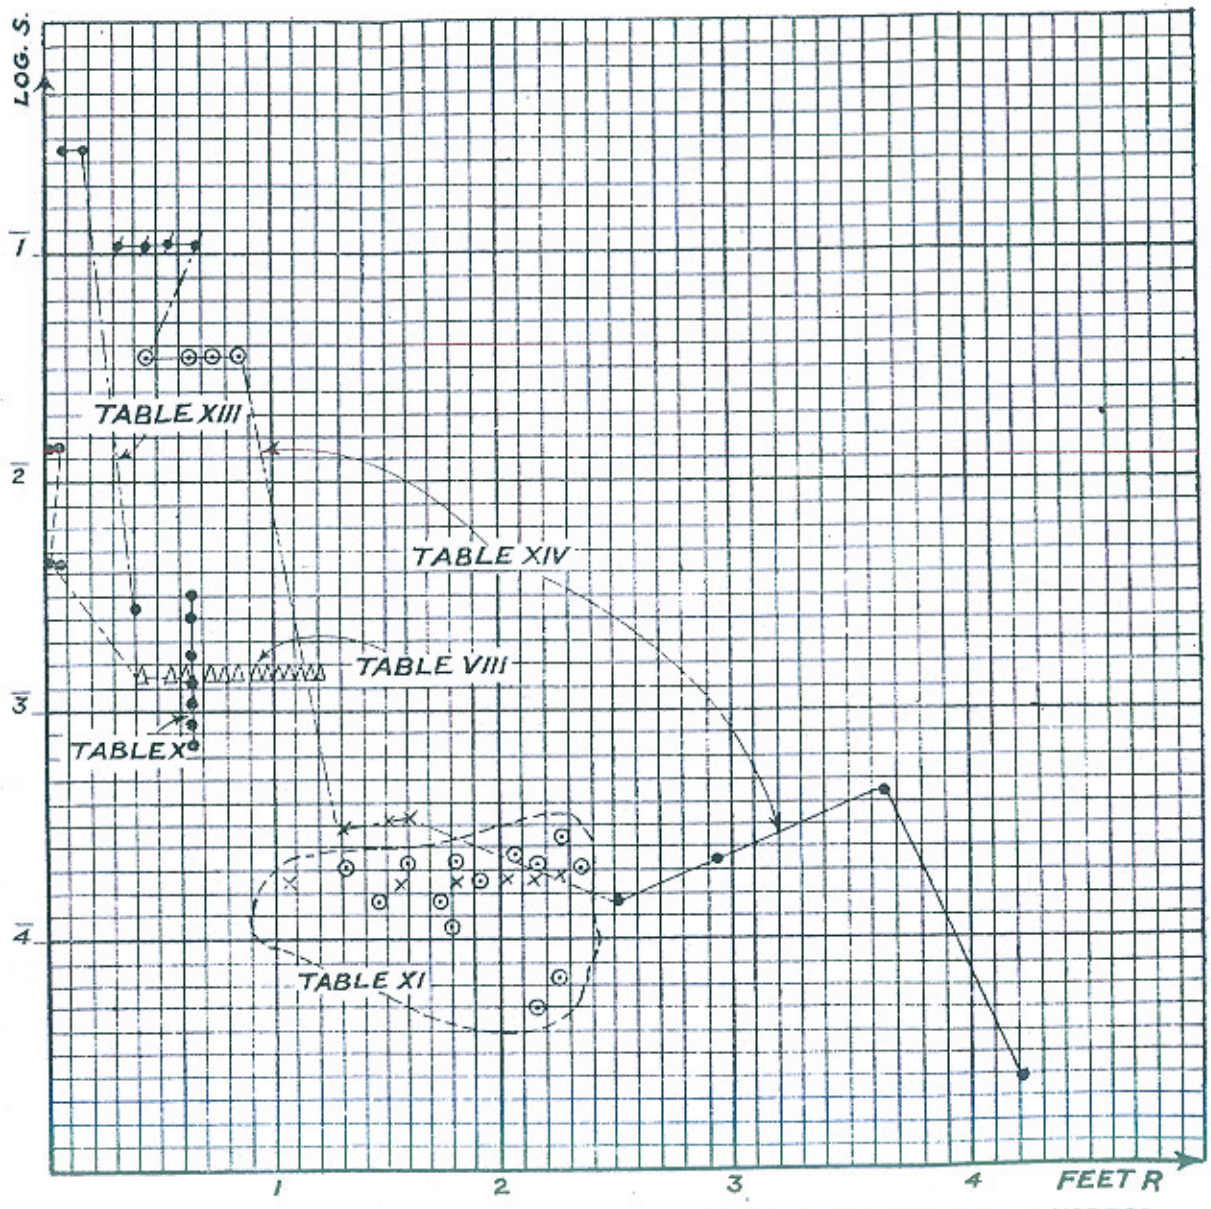 LOG. S.
1̅
TABLE XIII
2̅
TABLE XIV
TABLE VIII
3̅
TABLE X
4̅
TABLE XI
1 2 3 4 FEET R